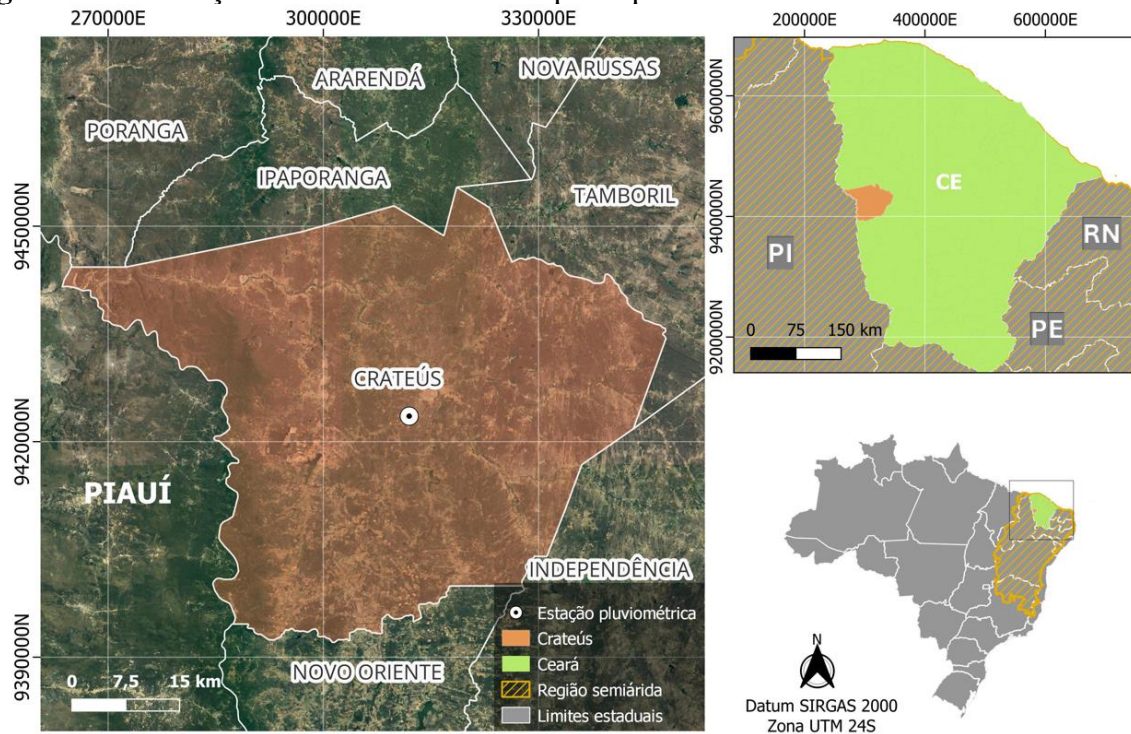 270000E
300000E
330000E
9450000N
9420000N
9390000N
ARARENDÁ
NOVA RUSSAS
PORANGA
IPAPORANGA
TAMBORIL
CRATEÚS
PIAUÍ
INDEPENDÊNCIA
NOVO ORIENTE
0 7,5 15 km
Estação pluviométrica
Crateús
Ceará
Região semiárida
Limites estaduais
200000E
400000E
600000E
9600000N
9400000N
9200000N
CE
PI
RN
PE
0 75 150 km
N
Datum SIRGAS 2000
Zona UTM 24S